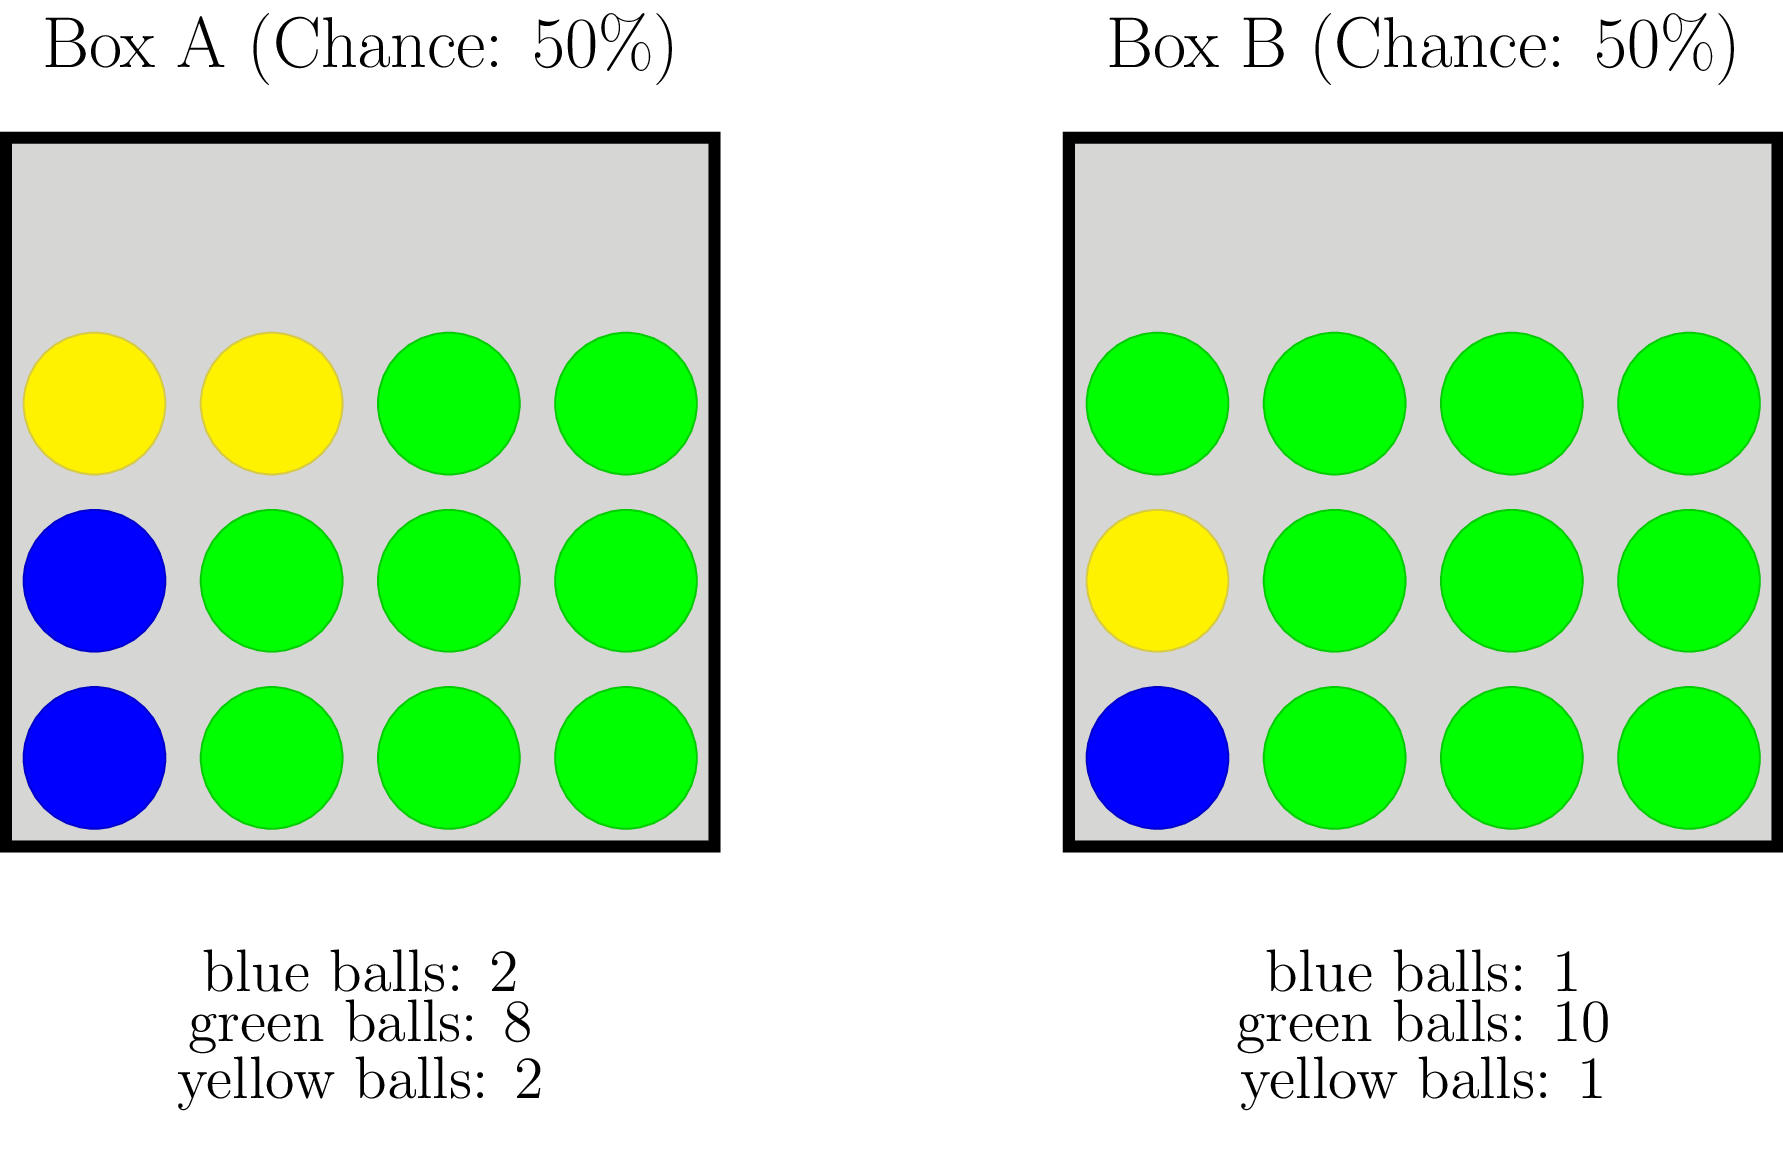 Box A (Chance: 50%)
Box B (Chance: 50%)
blue balls: 2
green balls: 8
yellow balls: 2
blue balls: 1
green balls: 10
yellow balls: 1